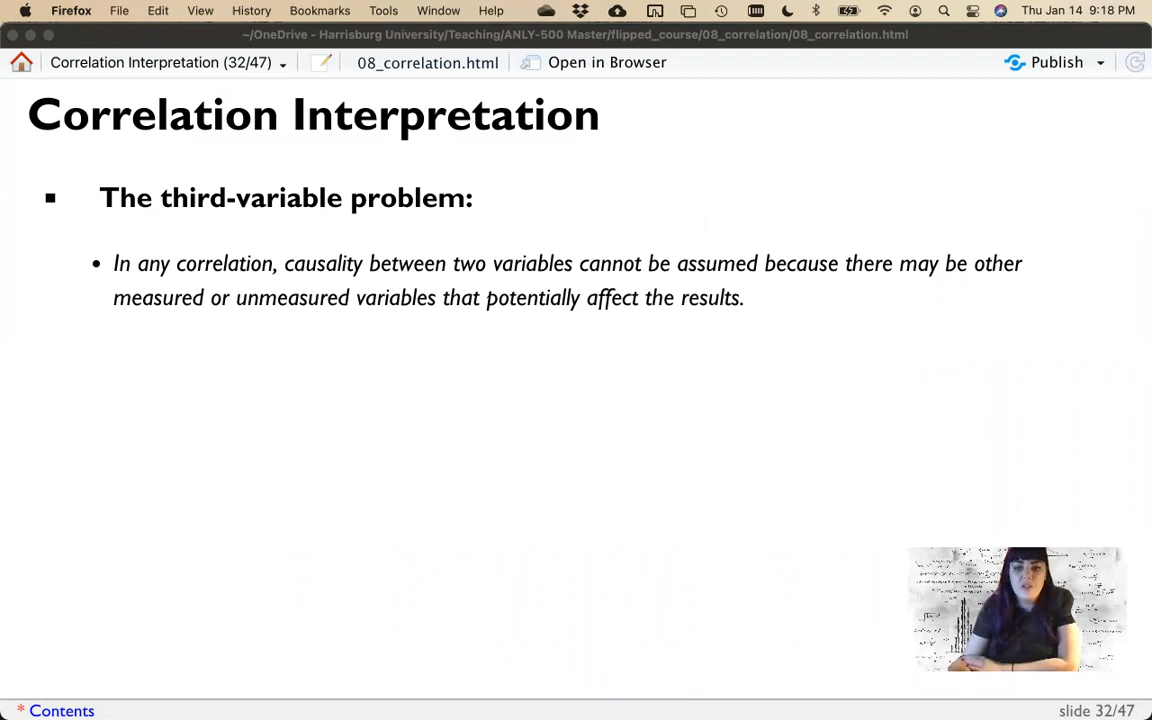 Firefox File Edit View History Bookmarks Tools Window Help Thu Jan 14 9:18 PM
~/OneDrive - Harrisburg University/Teaching/ANLY-500 Master/flipped_course/08_correlation/08_correlation.html
Correlation Interpretation (32/47) 08_correlation.html Open in Browser Publish
Correlation Interpretation
The third-variable problem:
In any correlation, causality between two variables cannot be assumed because there may be other
measured or unmeasured variables that potentially affect the results.
* Contents slide 32/47